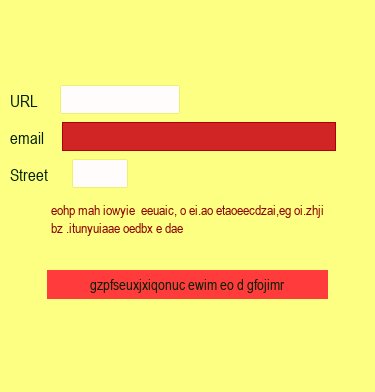 URL
email
Street
eohp mah iowyie eeuaic, o ei.ao etaoeecdzai,eg oi.zhji
bz .itunyuiaae oedbx e dae
gzpfseuxjxiqonuc ewim eo d gfojimr